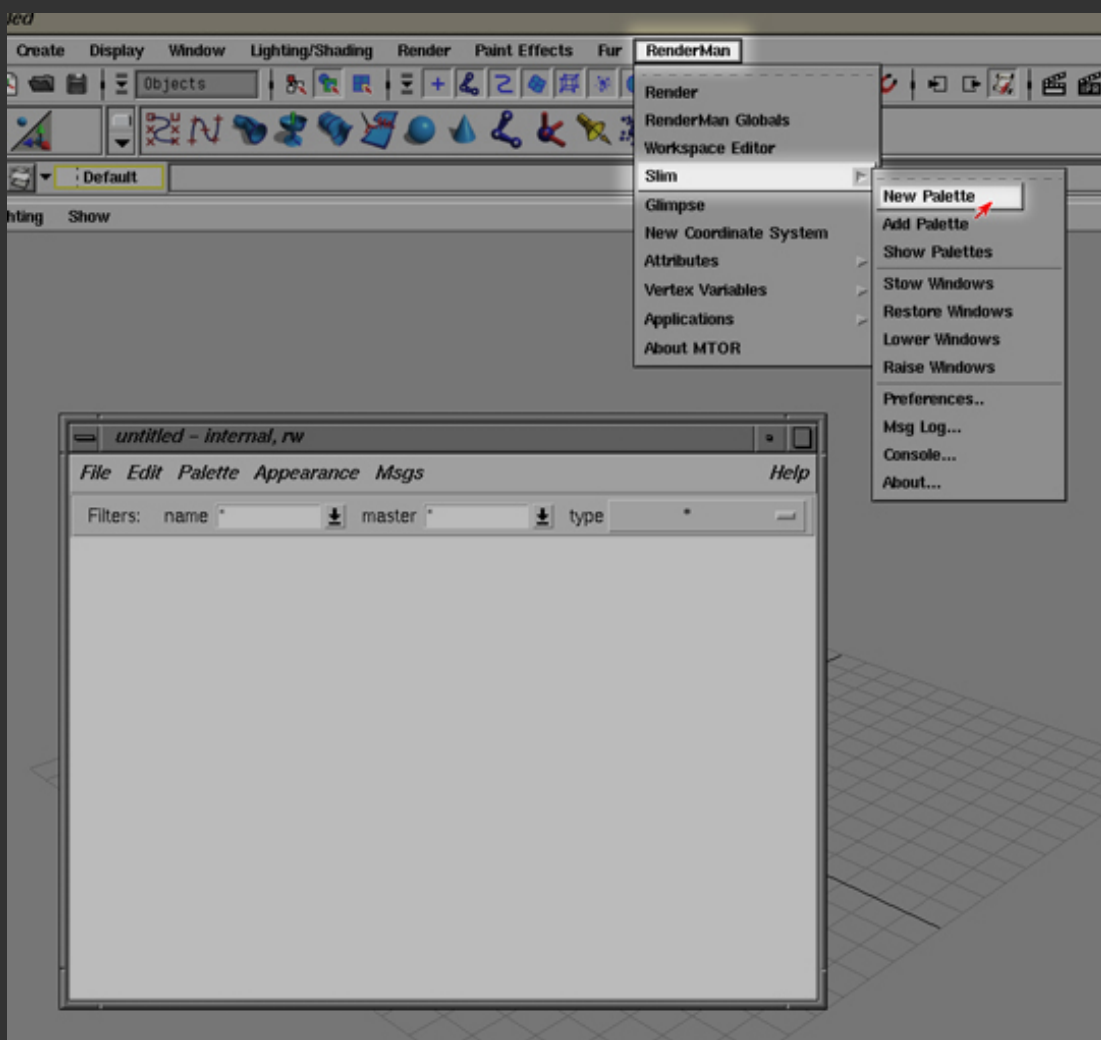 led
Create Display Window Lighting/Shading Render Paint Effects Fur RenderMan
Objects
Default
hting Show
Render
RenderMan Globals
Workspace Editor
Slim
Glimpse
New Coordinate System
Attributes
Vertex Variables
Applications
About MTOR
New Palette
Add Palette
Show Palettes
Stow Windows
Restore Windows
Lower Windows
Raise Windows
Preferences..
Msg Log...
Console...
About...
untitled - internal, rw
File Edit Palette Appearance Msgs Help
Filters: name * master * type *